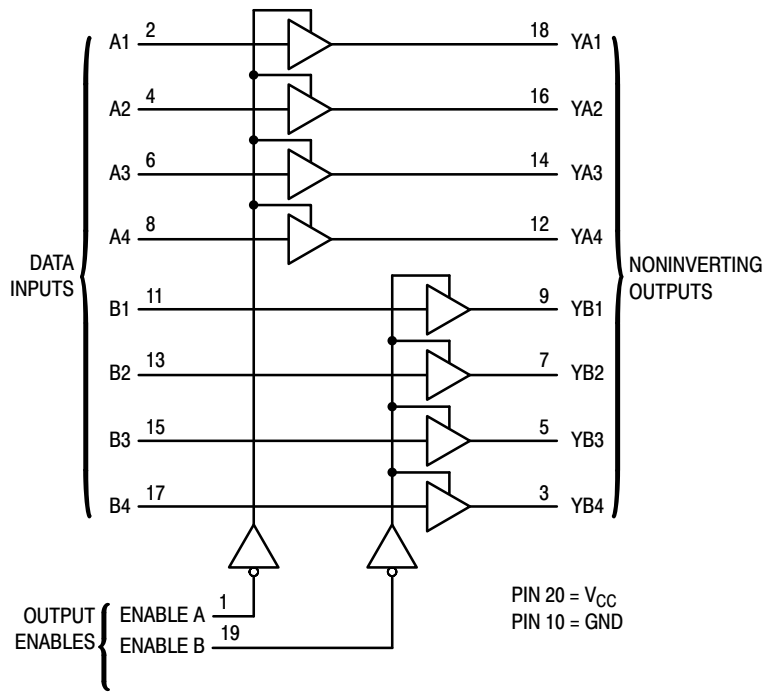 A1 2 18 YA1
A2 4 16 YA2
A3 6 14 YA3
A4 8 12 YA4
DATA
INPUTS
NONINVERTING
OUTPUTS
B1 11 9 YB1
B2 13 7 YB2
B3 15 5 YB3
B4 17 3 YB4
OUTPUT
ENABLES
ENABLE A 1
ENABLE B 19
PIN 20 = VCC
PIN 10 = GND